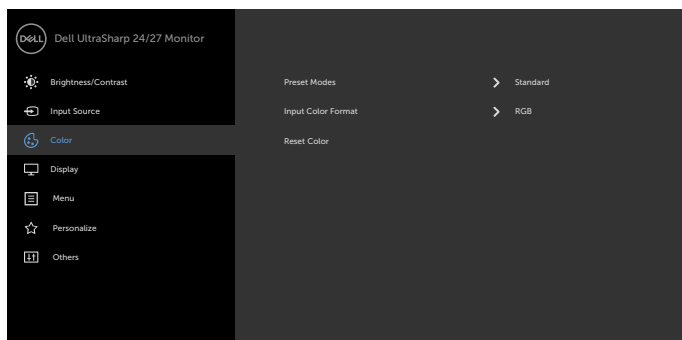 DELL Dell UltraSharp 24/27 Monitor
Brightness/Contrast
Input Source
Color
Display
Menu
Personalize
Others
Preset Modes Standard
Input Color Format RGB
Reset Color